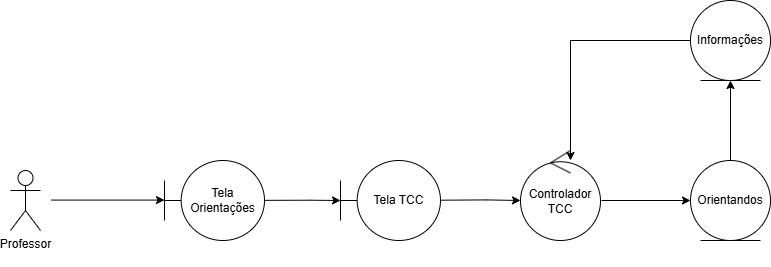 Informações
Tela
Orientações
Tela TCC
Controlador
TCC
Orientandos
Professor